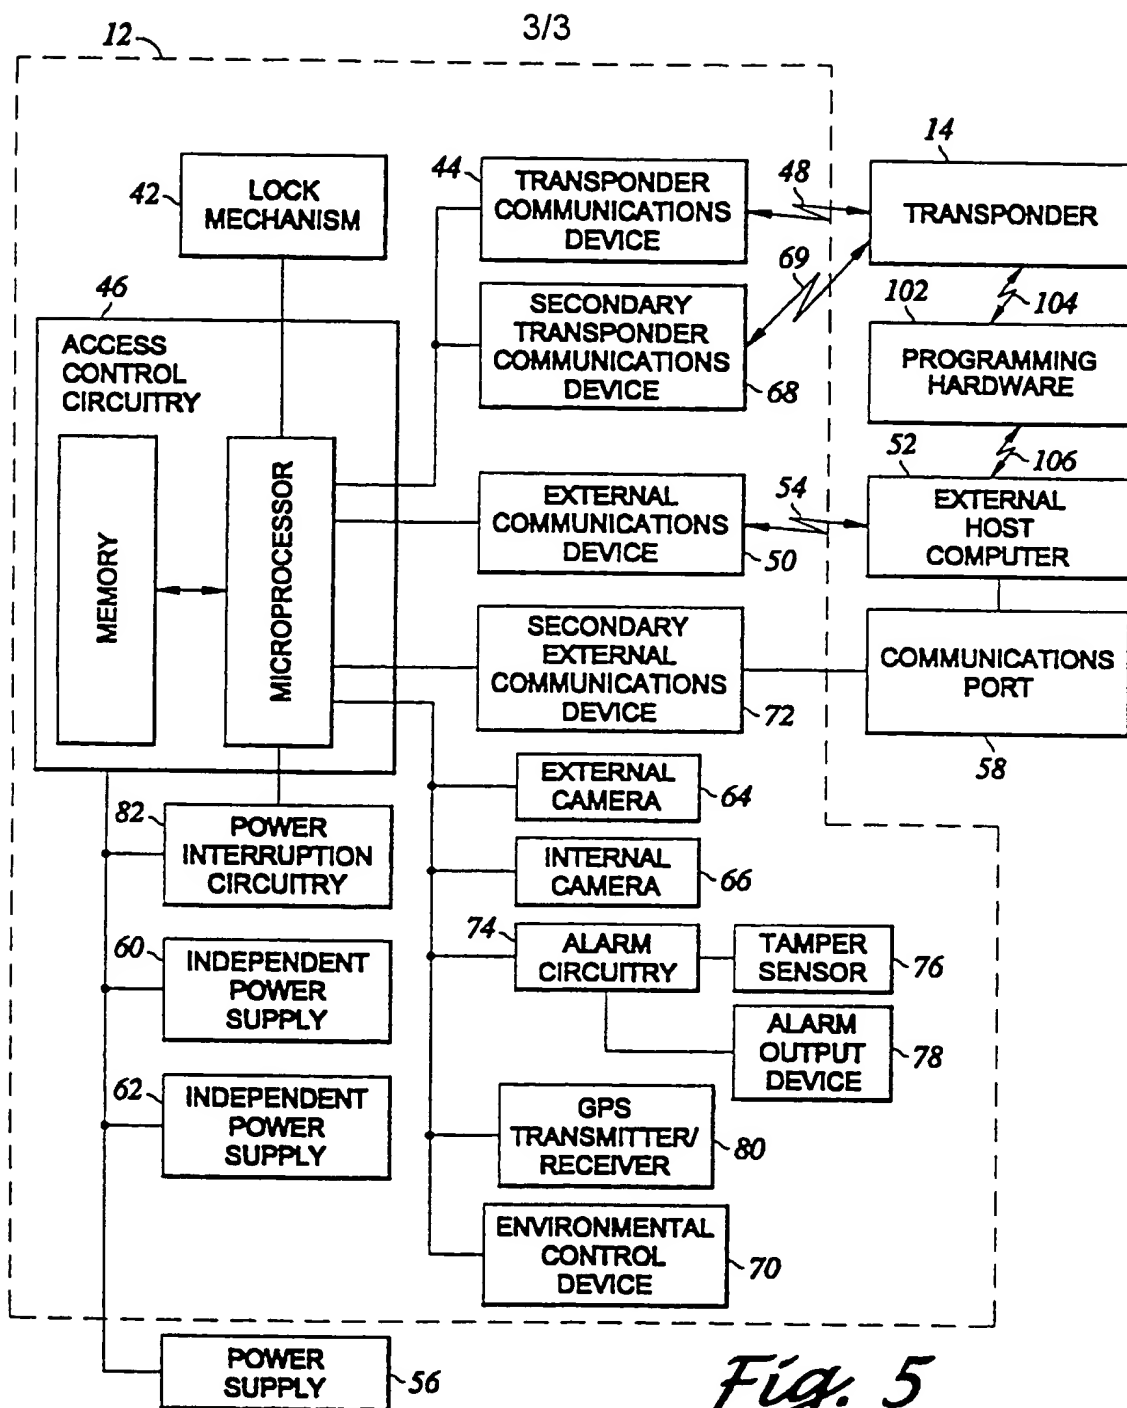 3/3
12
14
42
LOCK
MECHANISM
44
TRANSPONDER
COMMUNICATIONS
DEVICE
48
TRANSPONDER
69
SECONDARY
TRANSPONDER
COMMUNICATIONS
DEVICE
68
102
104
PROGRAMMING
HARDWARE
46
ACCESS
CONTROL
CIRCUITRY
MEMORY
MICROPROCESSOR
EXTERNAL
COMMUNICATIONS
DEVICE
50
54
52
106
EXTERNAL
HOST
COMPUTER
SECONDARY
EXTERNAL
COMMUNICATIONS
DEVICE
72
COMMUNICATIONS
PORT
58
EXTERNAL
CAMERA
64
82
POWER
INTERRUPTION
CIRCUITRY
INTERNAL
CAMERA
66
60
INDEPENDENT
POWER
SUPPLY
74
ALARM
CIRCUITRY
TAMPER
SENSOR
76
ALARM
OUTPUT
DEVICE
78
62
INDEPENDENT
POWER
SUPPLY
GPS
TRANSMITTER/
RECEIVER
80
ENVIRONMENTAL
CONTROL
DEVICE
70
POWER
SUPPLY
56
Fig. 5